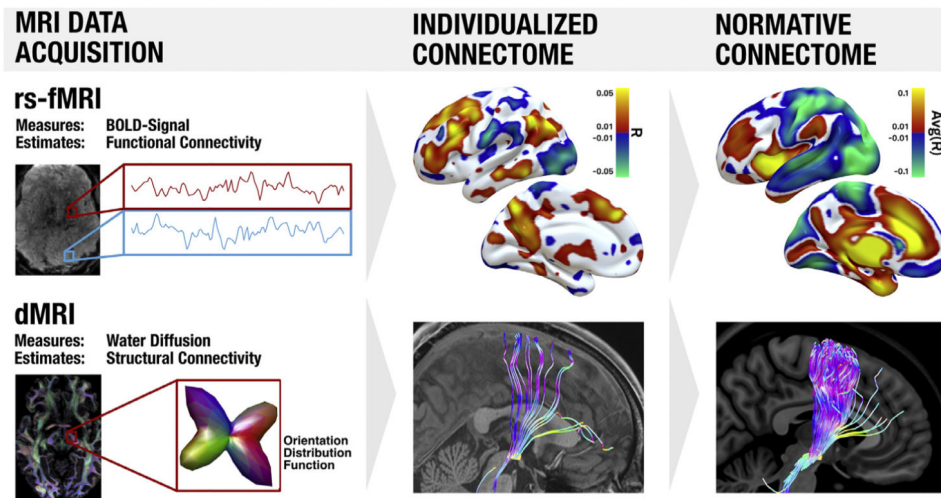 MRI DATA
ACQUISITION
INDIVIDUALIZED
CONNECTOME
NORMATIVE
CONNECTOME
rs-fMRI
Measures: BOLD-Signal
Estimates: Functional Connectivity
0.05
0.01
-0.01
-0.05
R
0.1
0.01
-0.01
-0.1
Avg(R)
dMRI
Measures: Water Diffusion
Estimates: Structural Connectivity
Orientation
Distribution
Function